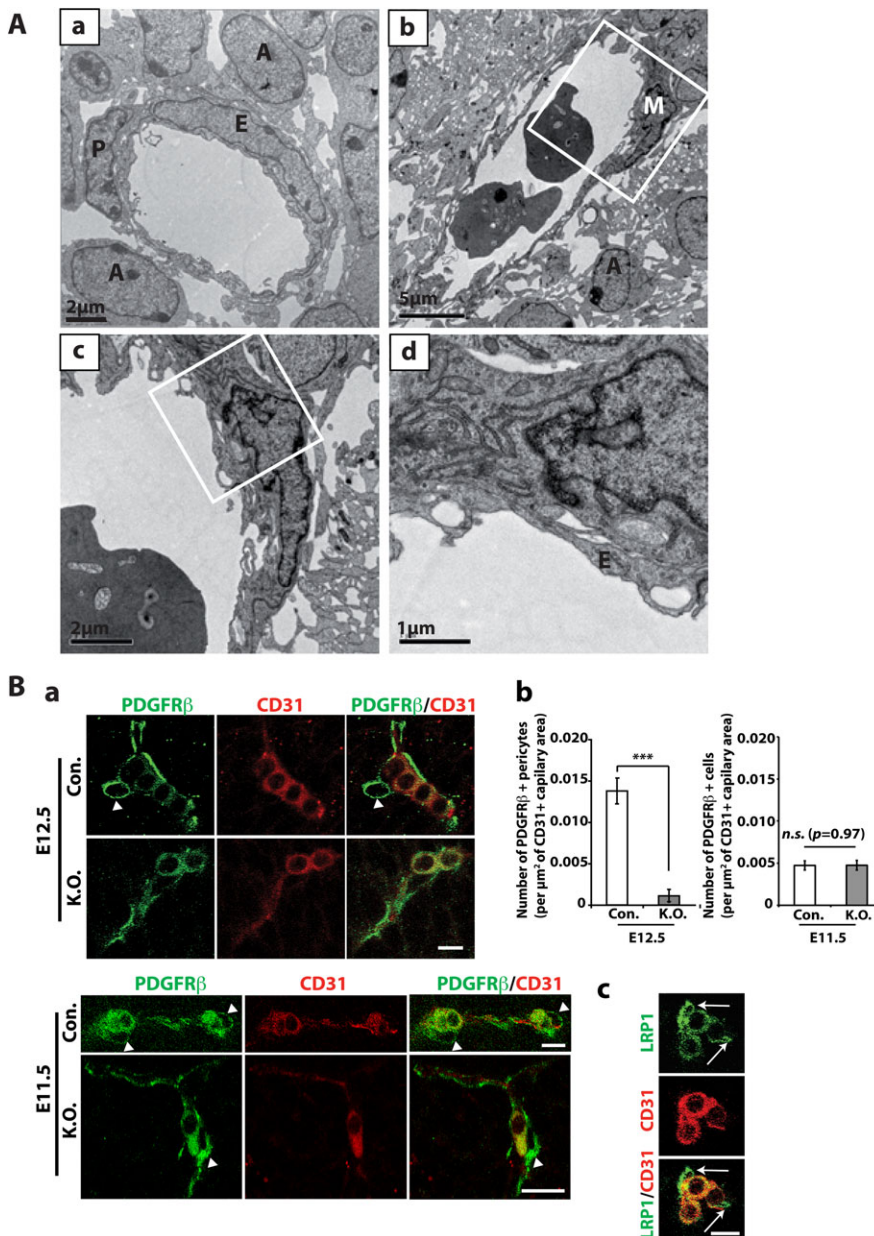 A
a
A
E
P
A
2μm
b
M
A
5μm
c
2μm
d
E
1μm
B
a
PDGFRβ
CD31
PDGFRβ/CD31
E12.5
Con.
K.O.
PDGFRβ
CD31
PDGFRβ/CD31
E11.5
Con.
K.O.
b
Number of PDGFRβ + pericytes
(per μm² of CD31+ capilary area)
0.020
0.015
0.010
0.005
0
***
Con.
K.O.
E12.5
Number of PDGFRβ + cells
(per μm² of CD31+ capilary area)
0.020
0.015
0.010
0.005
0
n.s. (p=0.97)
Con.
K.O.
E11.5
c
LRP1
CD31
LRP1/CD31